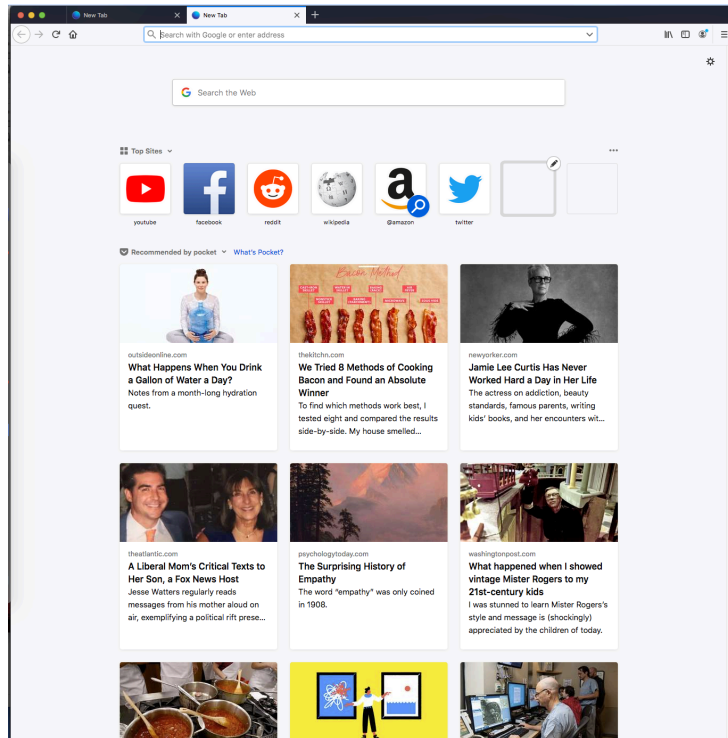 New Tab
New Tab
Search with Google or enter address
Search the Web
Top Sites
youtube
facebook
reddit
wikipedia
@amazon
twitter
Recommended by pocket What's Pocket?
Bacon Method
outsideonline.com
What Happens When You Drink
a Gallon of Water a Day?
Notes from a month-long hydration
quest.
thekitchn.com
We Tried 8 Methods of Cooking
Bacon and Found an Absolute
Winner
To find which methods work best, I
tested eight and compared the results
side-by-side. My house smelled...
newyorker.com
Jamie Lee Curtis Has Never
Worked Hard a Day in Her Life
The actress on addiction, beauty
standards, famous parents, writing
kids' books, and her encounters wit...
theatlantic.com
A Liberal Mom's Critical Texts to
Her Son, a Fox News Host
Jesse Watters regularly reads
messages from his mother aloud on
air, exemplifying a political rift prese...
psychologytoday.com
The Surprising History of
Empathy
The word "empathy" was only coined
in 1908.
washingtonpost.com
What happened when I showed
vintage Mister Rogers to my
21st-century kids
I was stunned to learn Mister Rogers's
style and message is (shockingly)
appreciated by the children of today.